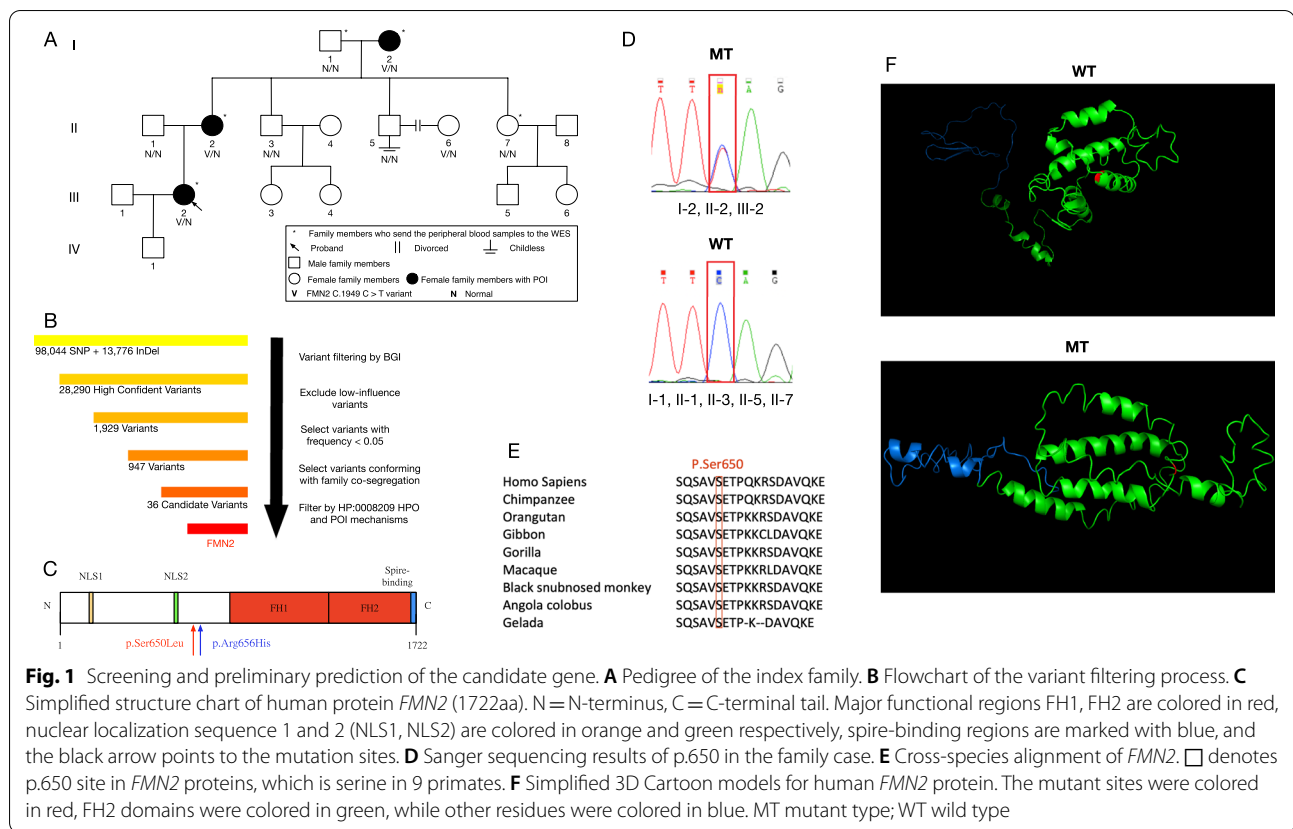 A
I
1
N/N
*
2
V/N
*
II
1
N/N
2
V/N
*
3
N/N
4
5
N/N
6
V/N
7
N/N
*
8
III
1
2
V/N
*
3
4
5
6
IV
1
* Family members who send the peripheral blood samples to the WES
Proband Divorced Childless
Male family members
Female family members Female family members with POI
V FMN2 C.1949 C > T variant N Normal
B
98,044 SNP + 13,776 InDel
28,290 High Confident Variants
1,929 Variants
947 Variants
36 Candidate Variants
FMN2
Variant filtering by BGI
Exclude low-influence
variants
Select variants with
frequency < 0.05
Select variants conforming
with family co-segregation
Filter by HP:0008209 HPO
and POI mechanisms
C
NLS1 NLS2 Spire-
binding
N FH1 FH2 C
1 p.Ser650Leu p.Arg656His 1722
D
MT
T T n A G
I-2, II-2, III-2
WT
T T C A G
I-1, II-1, II-3, II-5, II-7
E
P.Ser650
Homo Sapiens SQSAVSETPQKRSDAVQKE
Chimpanzee SQSAVSETPQKRSDAVQKE
Orangutan SQSAVSETPKKRSDAVQKE
Gibbon SQSAVSETPKKCLDAVQKE
Gorilla SQSAVSETPKKRSDAVQKE
Macaque SQSAVSETPKKRLDAVQKE
Black snubnosed monkey SQSAVSETPKKRSDAVQKE
Angola colobus SQSAVSETPKKRSDAVQKE
Gelada SQSAVSETP-K--DAVQKE
F
WT
MT
Fig. 1 Screening and preliminary prediction of the candidate gene. A Pedigree of the index family. B Flowchart of the variant filtering process. C
Simplified structure chart of human protein FMN2 (1722aa). N = N-terminus, C = C-terminal tail. Major functional regions FH1, FH2 are colored in red,
nuclear localization sequence 1 and 2 (NLS1, NLS2) are colored in orange and green respectively, spire-binding regions are marked with blue, and
the black arrow points to the mutation sites. D Sanger sequencing results of p.650 in the family case. E Cross-species alignment of FMN2. □ denotes
p.650 site in FMN2 proteins, which is serine in 9 primates. F Simplified 3D Cartoon models for human FMN2 protein. The mutant sites were colored
in red, FH2 domains were colored in green, while other residues were colored in blue. MT mutant type; WT wild type